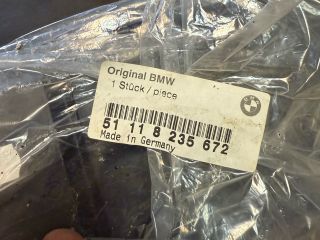 Original BMW
1 Stück / piece
51 11 8 235 672
Made in Germany